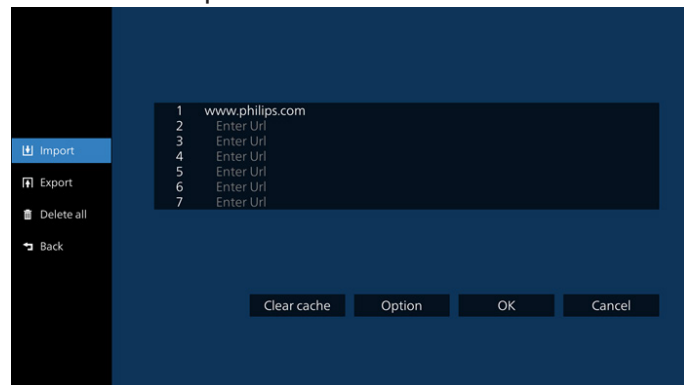 1 www.philips.com
2 Enter Url
3 Enter Url
4 Enter Url
5 Enter Url
6 Enter Url
7 Enter Url
Import
Export
Delete all
Back
Clear cache Option OK Cancel